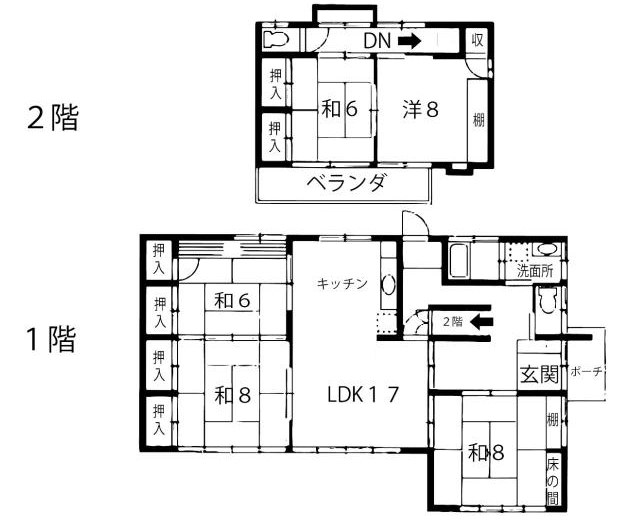 DN
収
押入
和6
洋8
棚
押入
2階
ベランダ
押入
洗面所
キッチン
和6
押入
2階
1階
押入
和8
LDK17
玄関
ポーチ
押入
棚
和8
床の間